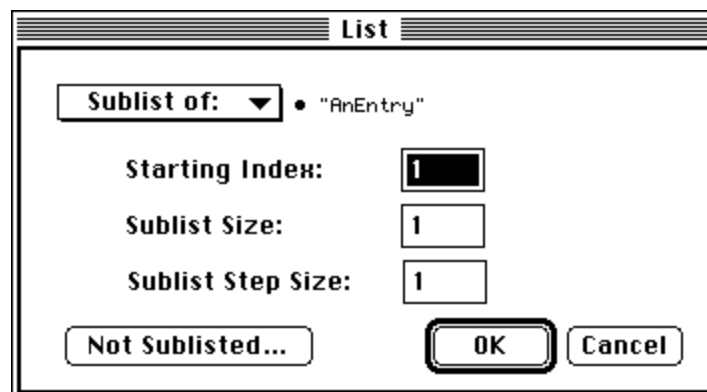 List
Sublist of: • "AnEntry"
Starting Index: 1
Sublist Size: 1
Sublist Step Size: 1
Not Sublisted... OK Cancel